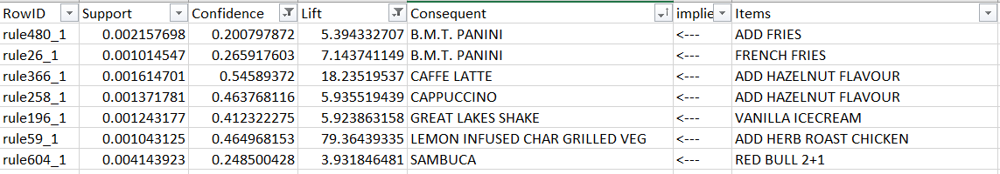 RowID Support Confidence Lift Consequent implie Items
rule480_1 0.002157698 0.200797872 5.394332707 B.M.T. PANINI <--- ADD FRIES
rule26_1 0.001014547 0.265917603 7.143741149 B.M.T. PANINI <--- FRENCH FRIES
rule366_1 0.001614701 0.54589372 18.23519537 CAFFE LATTE <--- ADD HAZELNUT FLAVOUR
rule258_1 0.001371781 0.463768116 5.935519439 CAPPUCCINO <--- ADD HAZELNUT FLAVOUR
rule196_1 0.001243177 0.412322275 5.923863158 GREAT LAKES SHAKE <--- VANILLA ICECREAM
rule59_1 0.001043125 0.464968153 79.36439335 LEMON INFUSED CHAR GRILLED VEG <--- ADD HERB ROAST CHICKEN
rule604_1 0.004143923 0.248500428 3.931846481 SAMBUCA <--- RED BULL 2+1